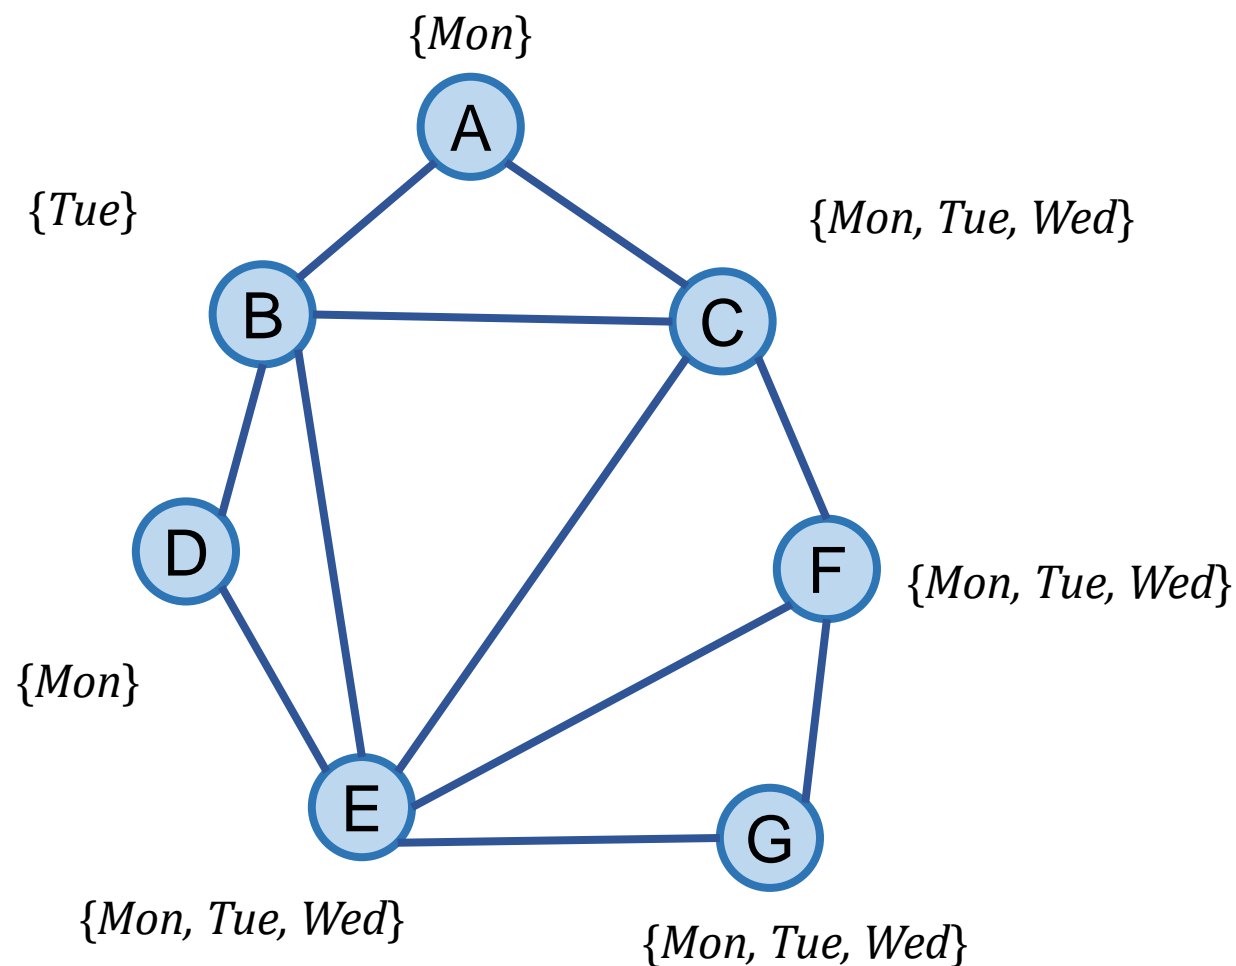 {Mon}
A
{Tue}
{Mon, Tue, Wed}
B
C
D
F
{Mon, Tue, Wed}
{Mon}
E
G
{Mon, Tue, Wed}
{Mon, Tue, Wed}